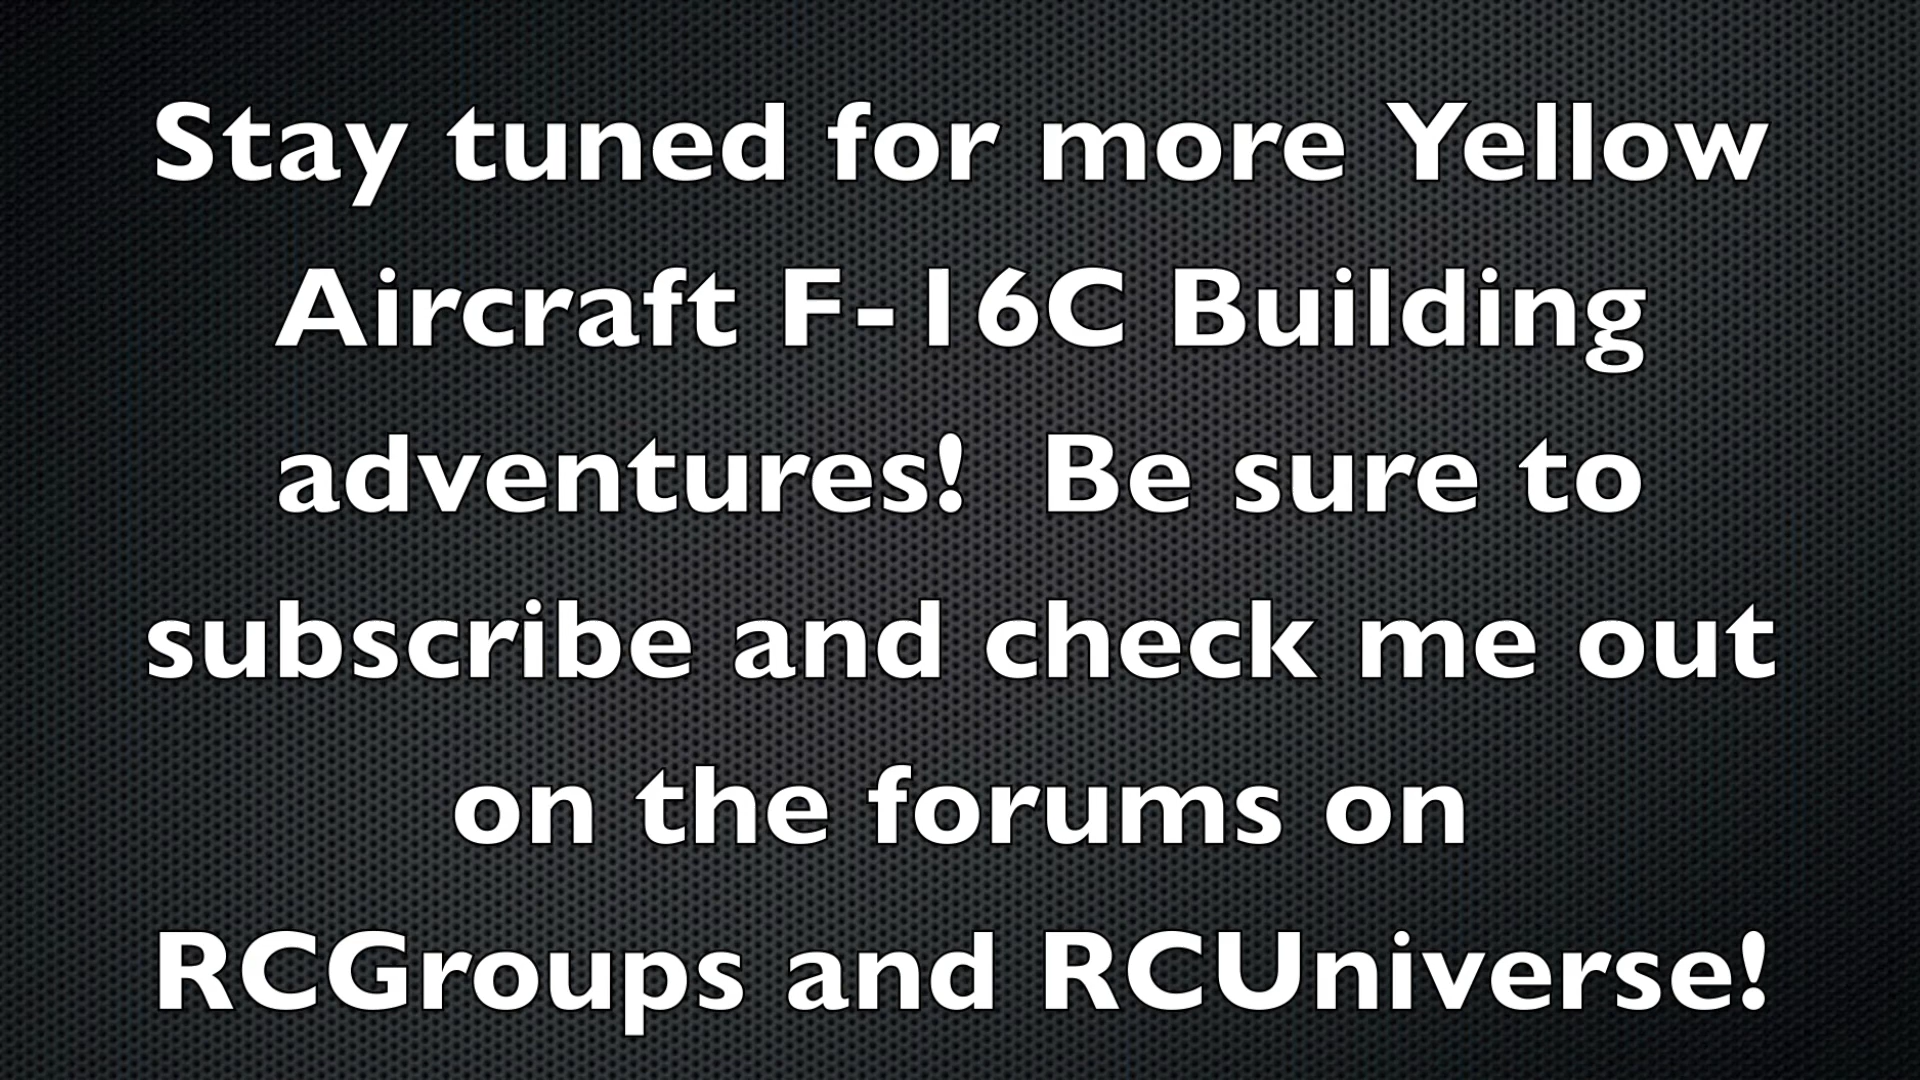 Stay tuned for more Yellow
Aircraft F-16C Building
adventures!  Be sure to
subscribe and check me out
on the forums on
RCGroups and RCUniverse!